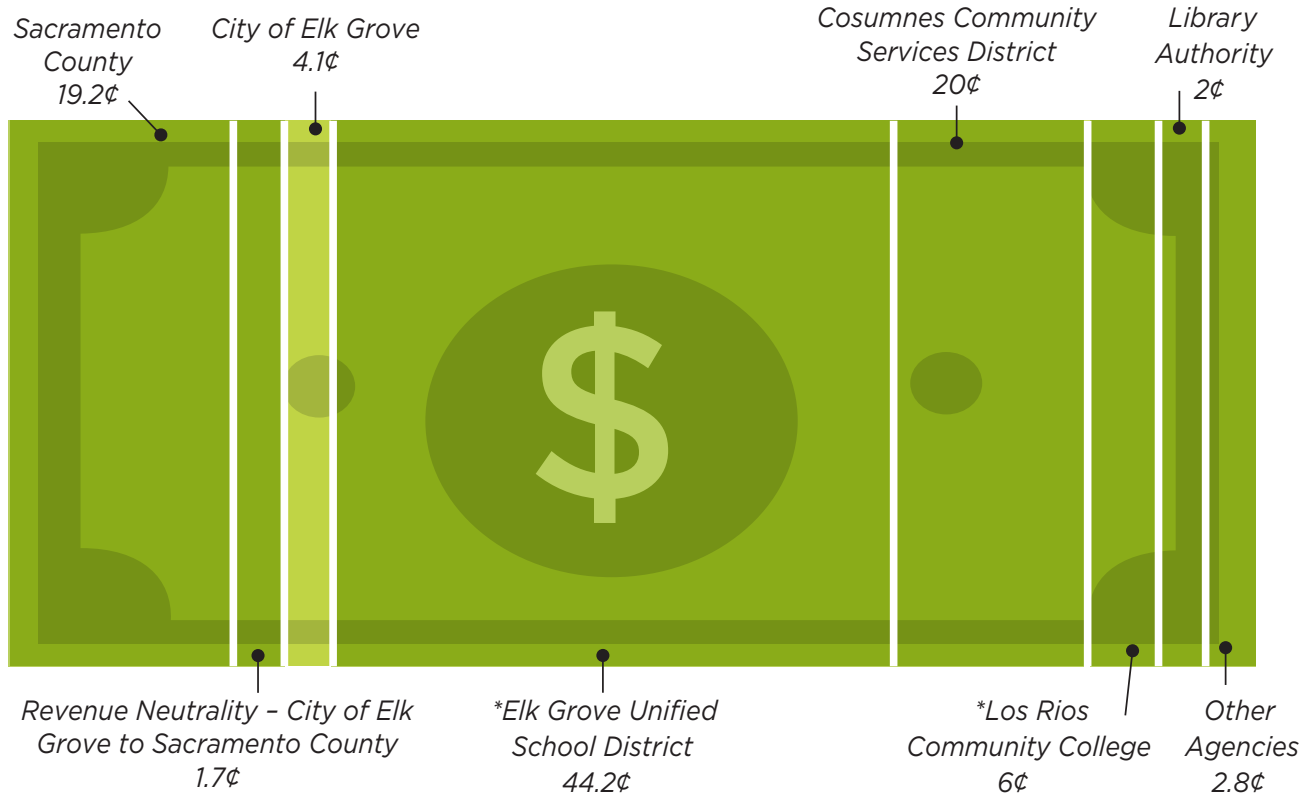 Sacramento
County
19.2¢
City of Elk Grove
4.1¢
Cosumnes Community
Services District
20¢
Library
Authority
2¢
$
Revenue Neutrality – City of Elk
Grove to Sacramento County
1.7¢
*Elk Grove Unified
School District
44.2¢
*Los Rios
Community College
6¢
Other
Agencies
2.8¢